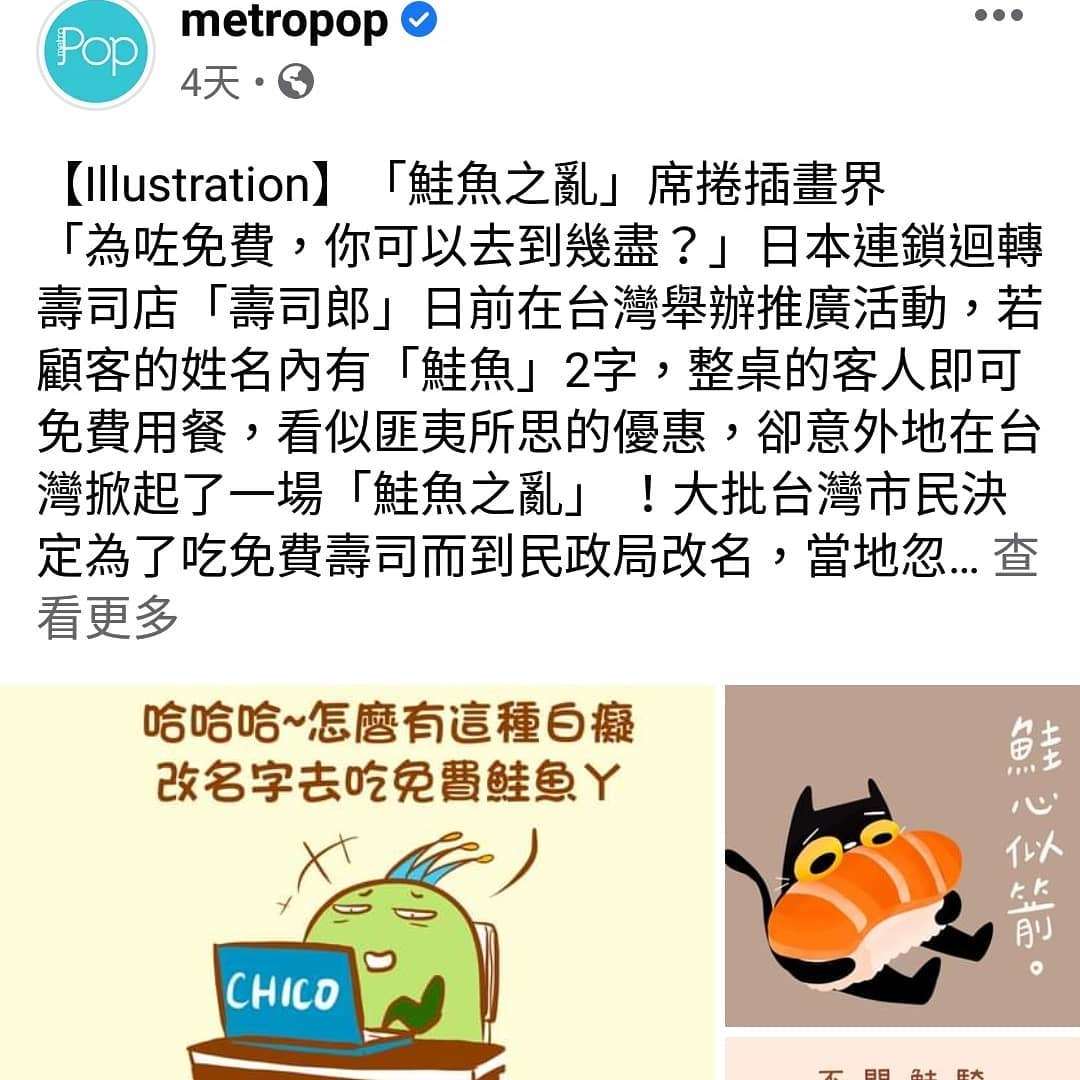 metro Pop
metropop
4天
【Illustration】「鮭魚之亂」席捲插畫界
「為咗免費，你可以去到幾盡？」日本連鎖迴轉
壽司店「壽司郎」日前在台灣舉辦推廣活動，若
顧客的姓名內有「鮭魚」2字，整桌的客人即可
免費用餐，看似匪夷所思的優惠，卻意外地在台
灣掀起了一場「鮭魚之亂」！大批台灣市民決
定為了吃免費壽司而到民政局改名，當地忽... 查
看更多
哈哈哈~怎麼有這種白癡
改名字去吃免費鮭魚丫
CHICO
鮭心似箭。